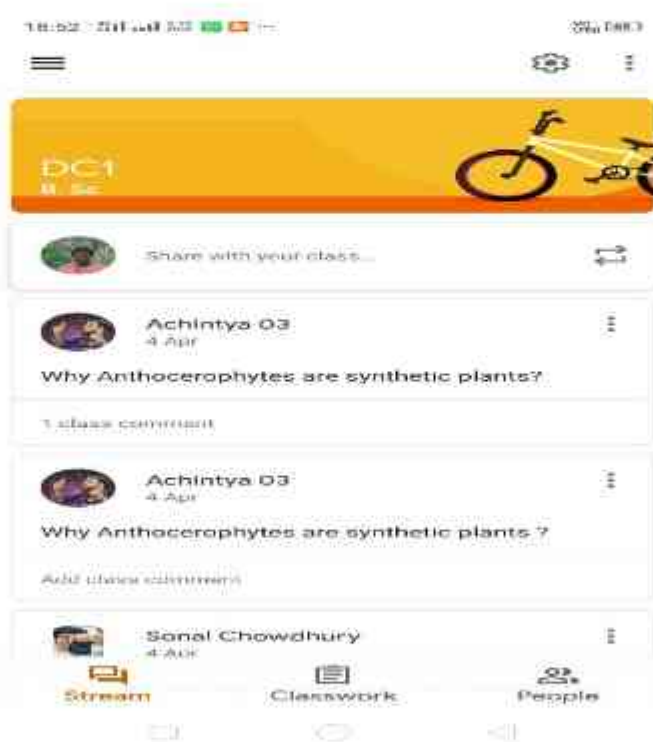 18:52
DC1
B. Sc
Share with your class...
Achintya 03
4 Apr
Why Anthocerophytes are synthetic plants?
1 class comment
Achintya 03
4 Apr
Why Anthocerophytes are synthetic plants ?
Add class comment
Sonal Chowdhury
4 Apr
Stream Classwork People